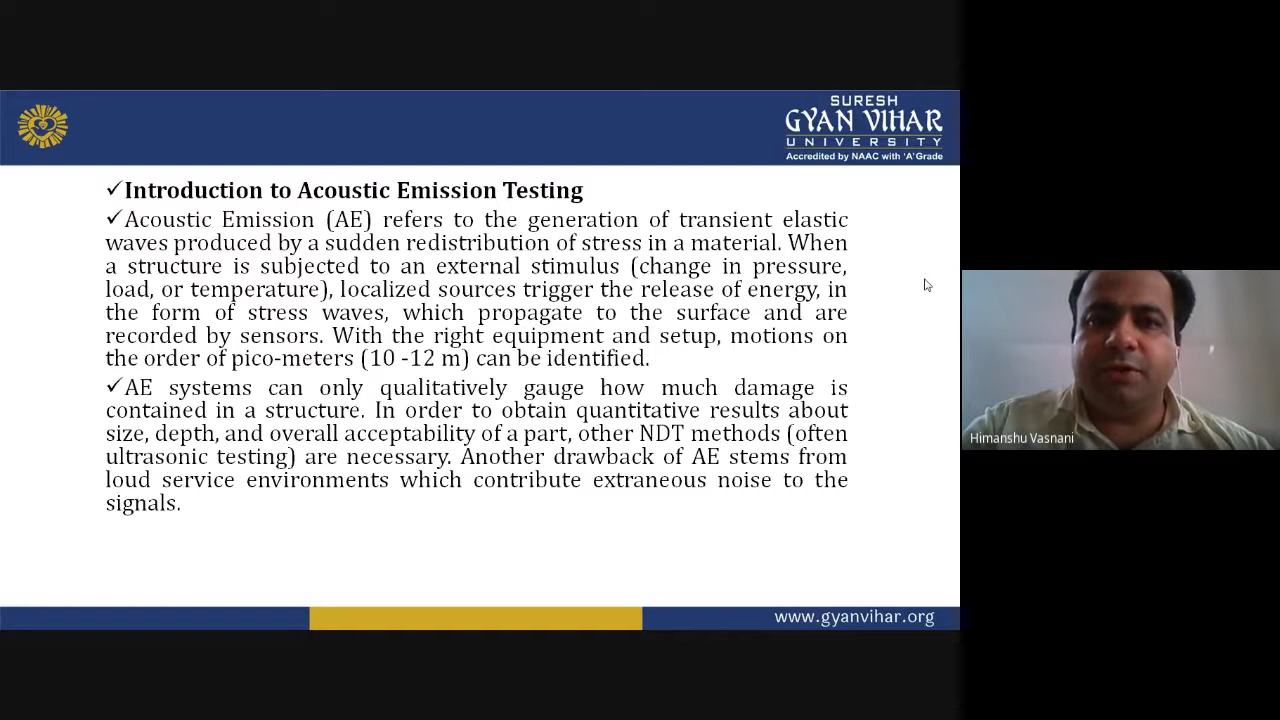 SURESH
GYAN VIHAR
UNIVERSITY
Accredited by NAAC with 'A' Grade
✓Introduction to Acoustic Emission Testing
✓Acoustic Emission (AE) refers to the generation of transient elastic
waves produced by a sudden redistribution of stress in a material. When
a structure is subjected to an external stimulus (change in pressure,
load, or temperature), localized sources trigger the release of energy, in
the form of stress waves, which propagate to the surface and are
recorded by sensors. With the right equipment and setup, motions on
the order of pico-meters (10 -12 m) can be identified.
✓AE systems can only qualitatively gauge how much damage is
contained in a structure. In order to obtain quantitative results about
size, depth, and overall acceptability of a part, other NDT methods (often
ultrasonic testing) are necessary. Another drawback of AE stems from
loud service environments which contribute extraneous noise to the
signals.
www.gyanvihar.org
Himanshu Vasnani